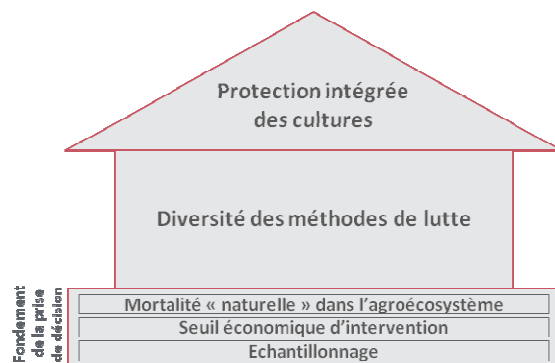 Protection intégrée
des cultures
Diversité des méthodes de lutte
Fondement
de la prise
de décision
Mortalité « naturelle » dans l'agroécosystème
Seuil économique d'intervention
Echantillonnage